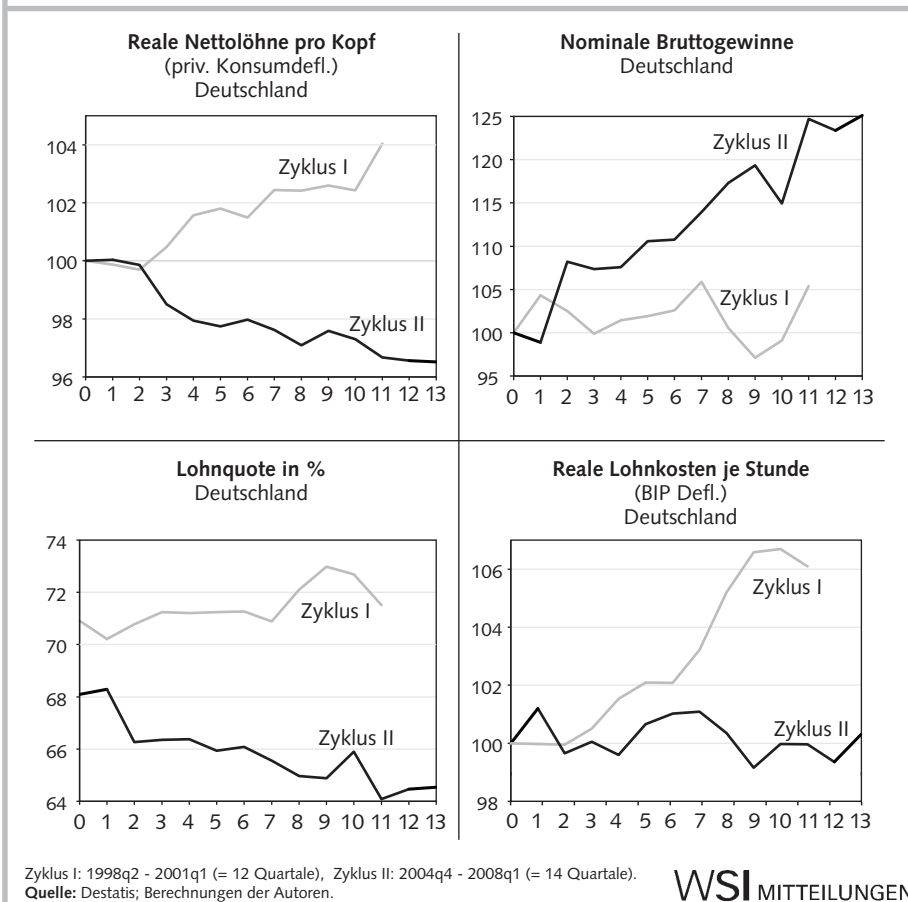 Reale Nettolöhne pro Kopf
(priv. Konsumdefl.)
Deutschland
104
102
100
98
96
Zyklus I
Zyklus II
0 1 2 3 4 5 6 7 8 9 10 11 12 13
Nominale Bruttogewinne
Deutschland
125
120
115
110
105
100
95
Zyklus II
Zyklus I
0 1 2 3 4 5 6 7 8 9 10 11 12 13
Lohnquote in %
Deutschland
74
72
70
68
66
64
Zyklus I
Zyklus II
0 1 2 3 4 5 6 7 8 9 10 11 12 13
Reale Lohnkosten je Stunde
(BIP Defl.)
Deutschland
106
104
102
100
98
Zyklus I
Zyklus II
0 1 2 3 4 5 6 7 8 9 10 11 12 13
Zyklus I: 1998q2 - 2001q1 (= 12 Quartale), Zyklus II: 2004q4 - 2008q1 (= 14 Quartale).
Quelle: Destatis; Berechnungen der Autoren.
WSI MITTEILUNGEN